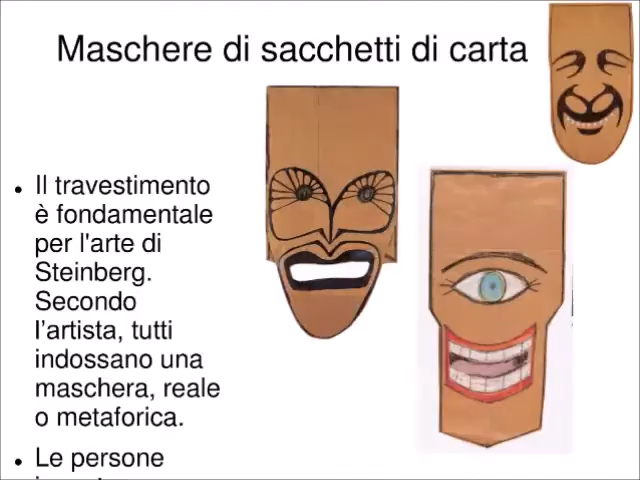 Maschere di sacchetti di carta
Il travestimento
è fondamentale
per l'arte di
Steinberg.
Secondo
l'artista, tutti
indossano una
maschera, reale
o metaforica.
Le persone